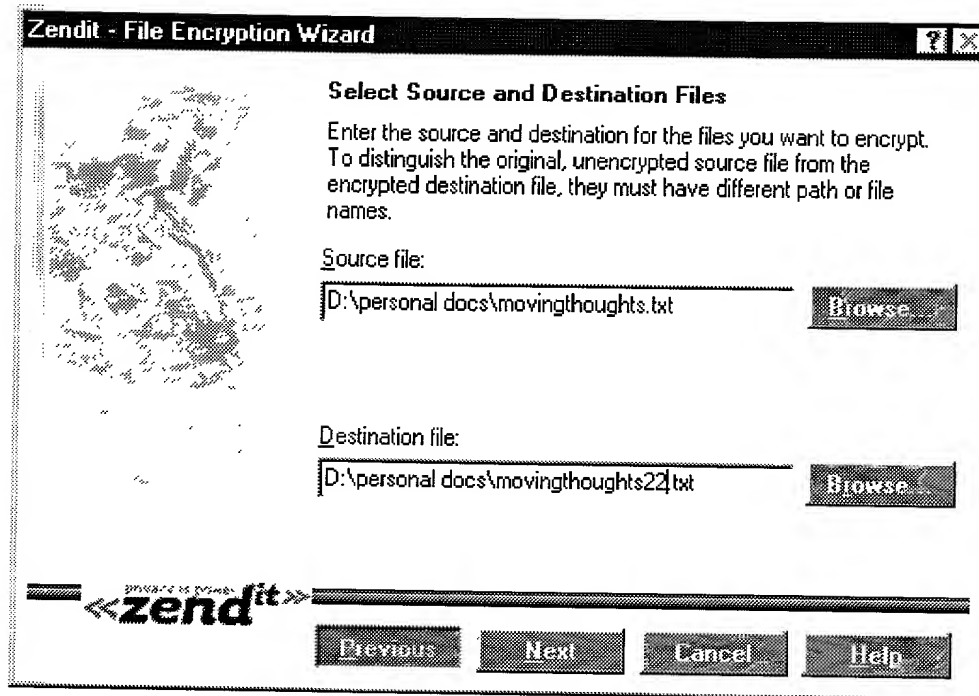 Zendit - File Encryption Wizard
Select Source and Destination Files
Enter the source and destination for the files you want to encrypt.
To distinguish the original, unencrypted source file from the
encrypted destination file, they must have different path or file
names.
Source file:
D:\personal docs\movingthoughts.txt
Browse...
Destination file:
D:\personal docs\movingthoughts22.txt
Browse...
«zendit»
Previous Next Cancel Help